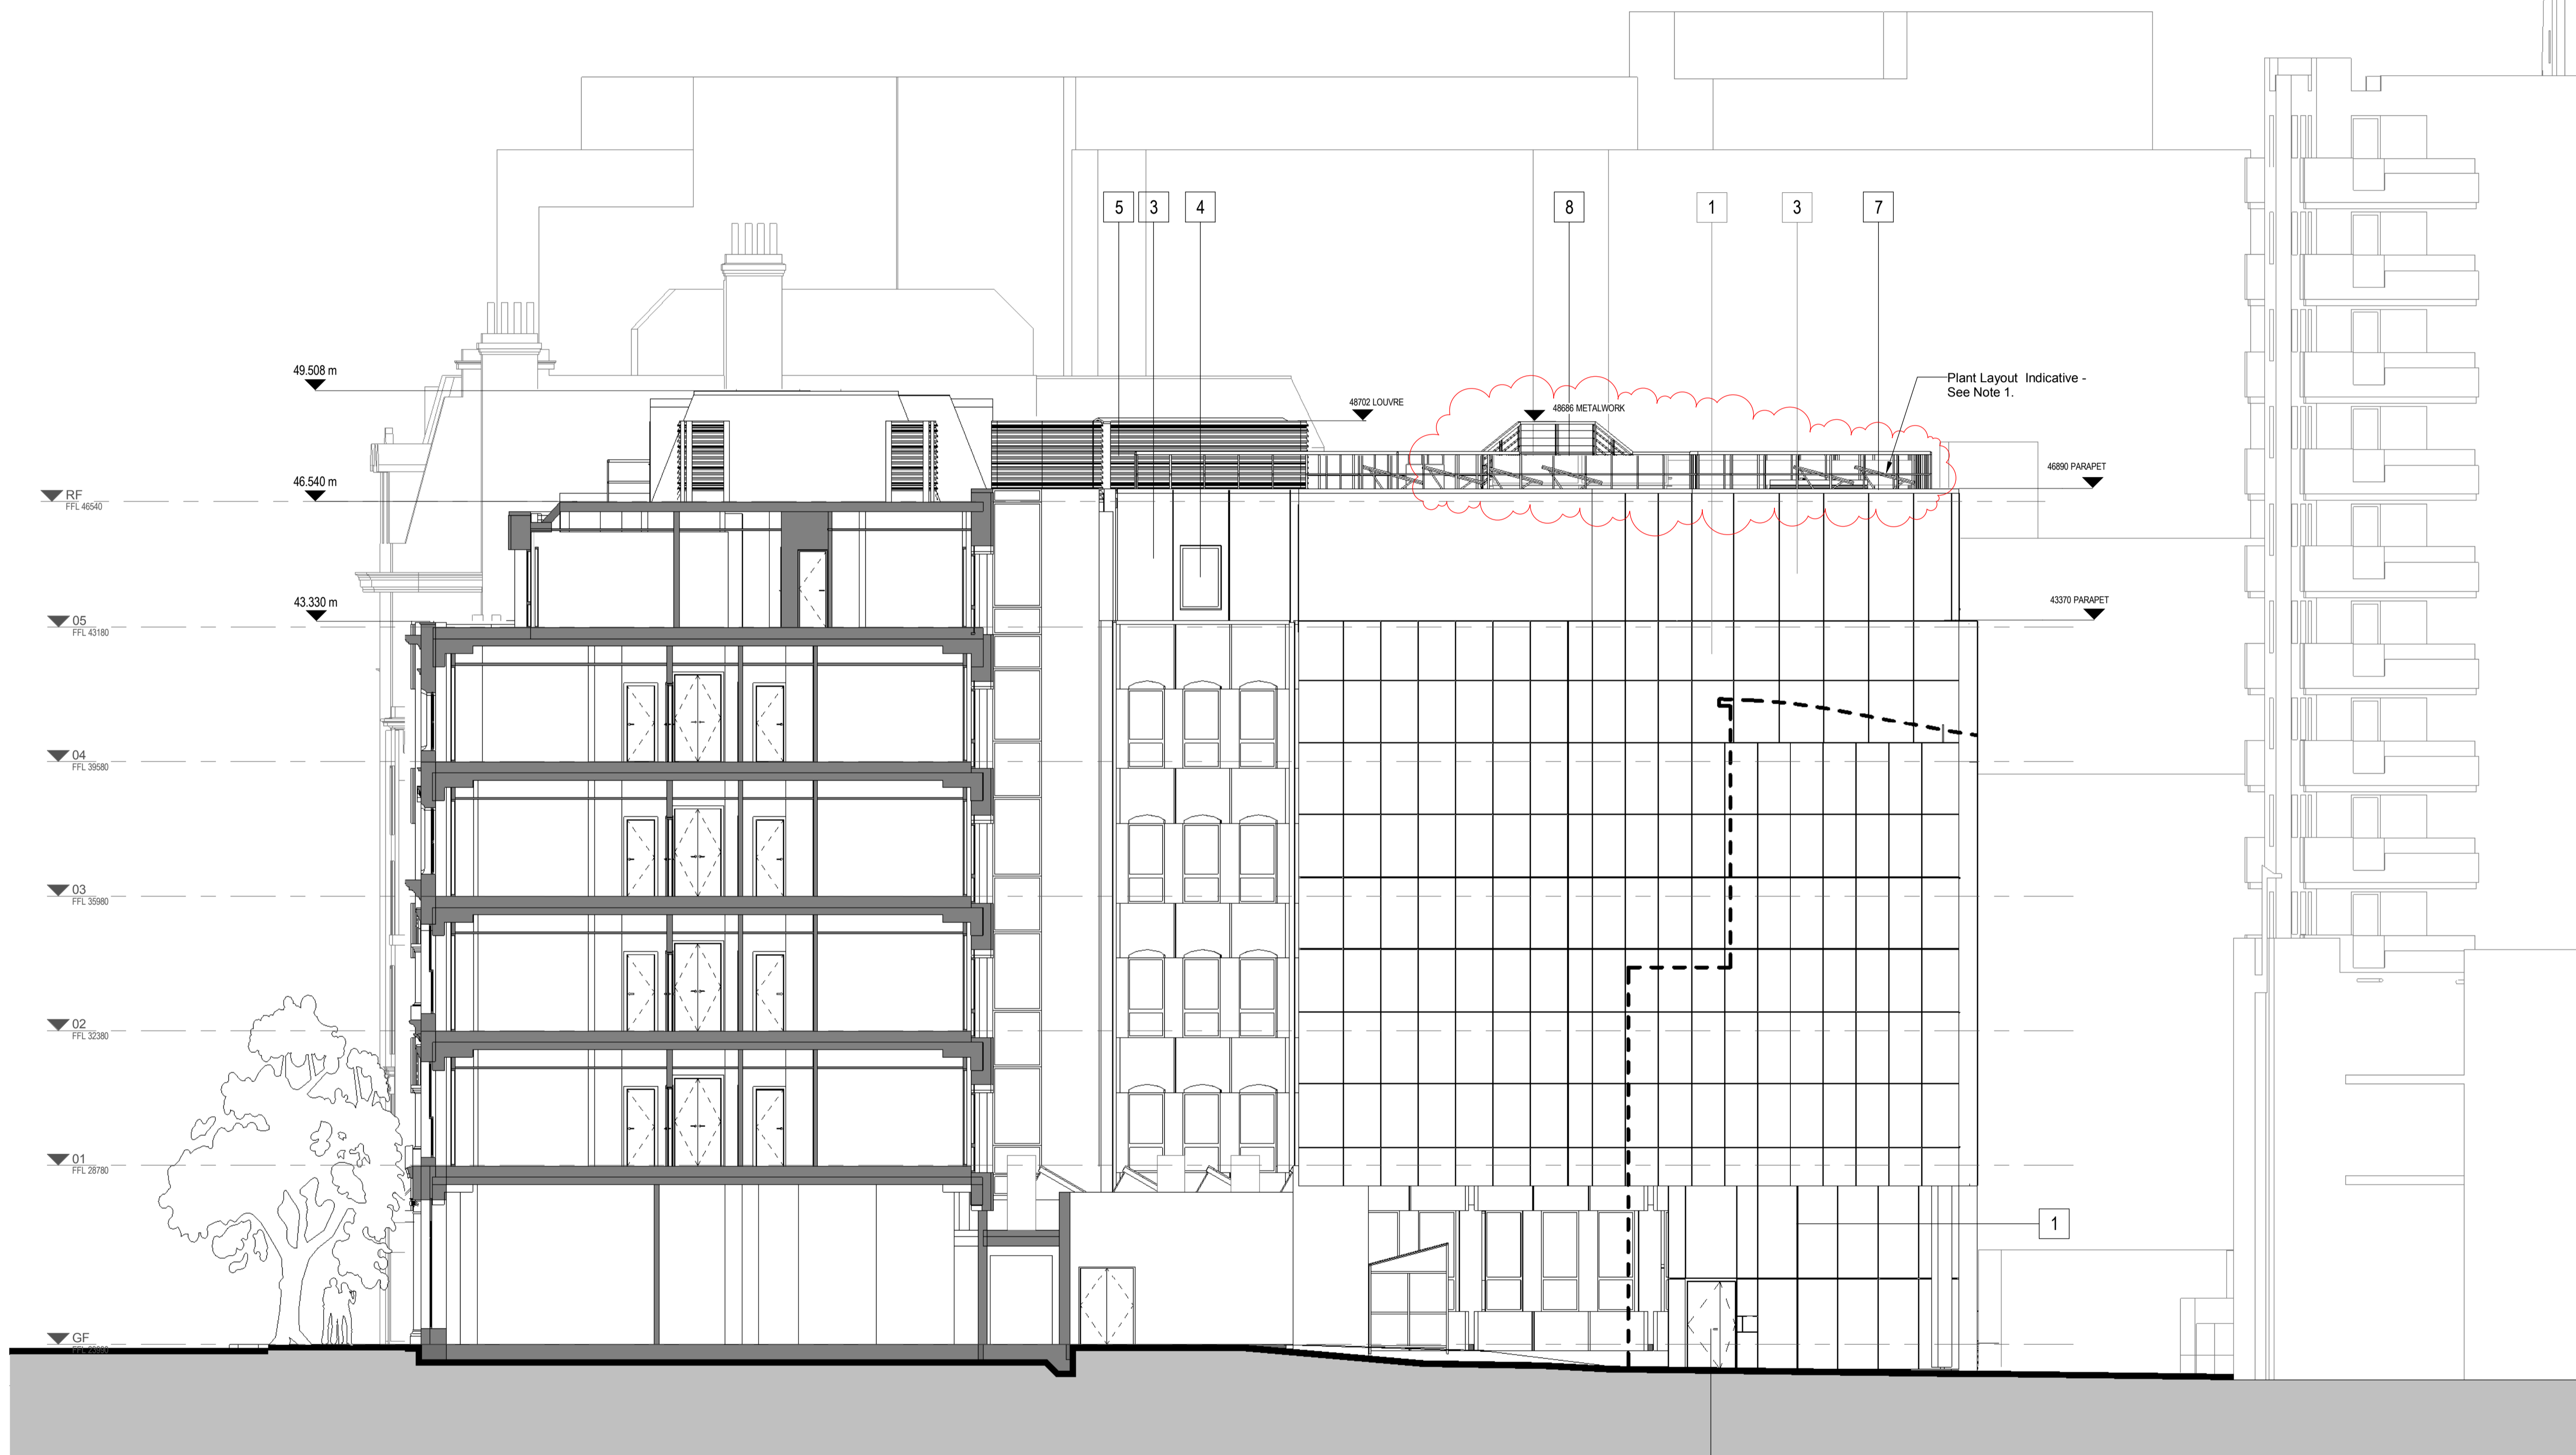 5
3
4
8
1
3
7
49.508 m
Plant Layout Indicative -
See Note 1.
48702 LOUVRE
48686 METALWORK
46.540 m
46890 PARAPET
RF
FFL 46540
43.330 m
43370 PARAPET
05
FFL 43180
04
FFL 39580
03
FFL 35980
02
FFL 32380
01
FFL 28780
1
GF